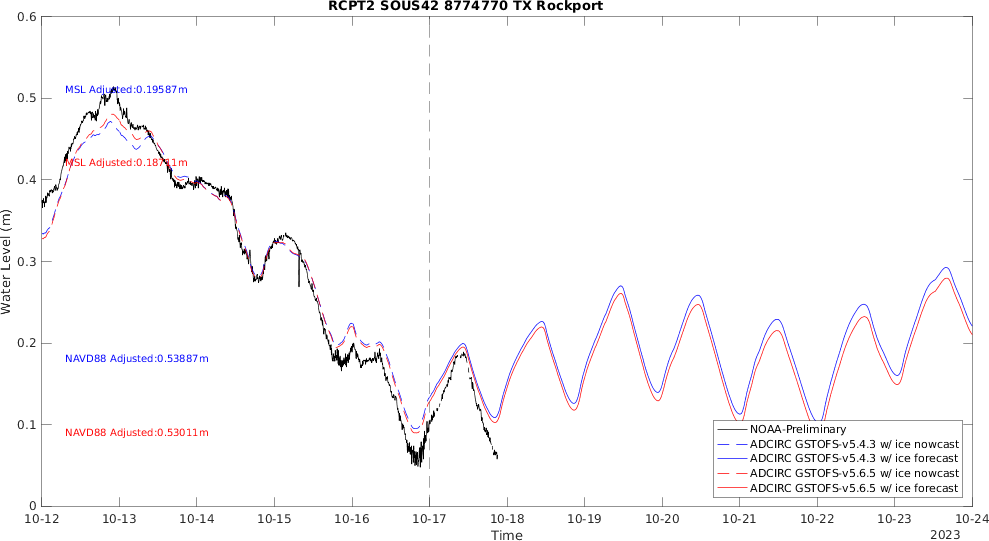 RCPT2 SOUS42 8774770 TX Rockport
0.6
0.5
0.4
0.3
0.2
0.1
0
Water Level (m)
MSL Adjusted:0.19587m
MSL Adjusted:0.18711m
NAVD88 Adjusted:0.53887m
NAVD88 Adjusted:0.53011m
NOAA-Preliminary
ADCIRC GSTOFS-v5.4.3 w/ ice nowcast
ADCIRC GSTOFS-v5.4.3 w/ ice forecast
ADCIRC GSTOFS-v5.6.5 w/ ice nowcast
ADCIRC GSTOFS-v5.6.5 w/ ice forecast
10-12 10-13 10-14 10-15 10-16 10-17 10-18 10-19 10-20 10-21 10-22 10-23 10-24
Time
2023